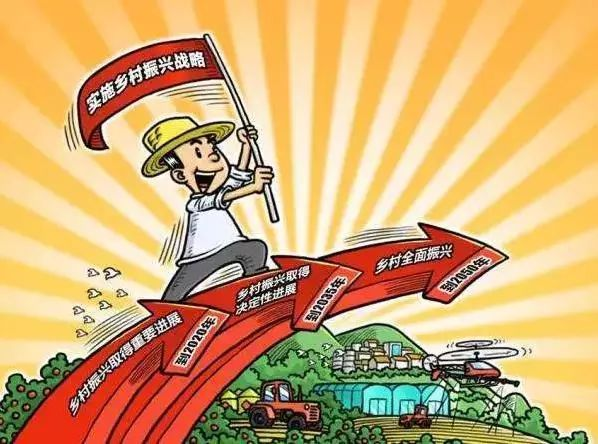 实施乡村振兴战略
乡村振兴取得重要进展
到2020年
乡村振兴取得
决定性进展
到2035年
乡村全面振兴
到2050年